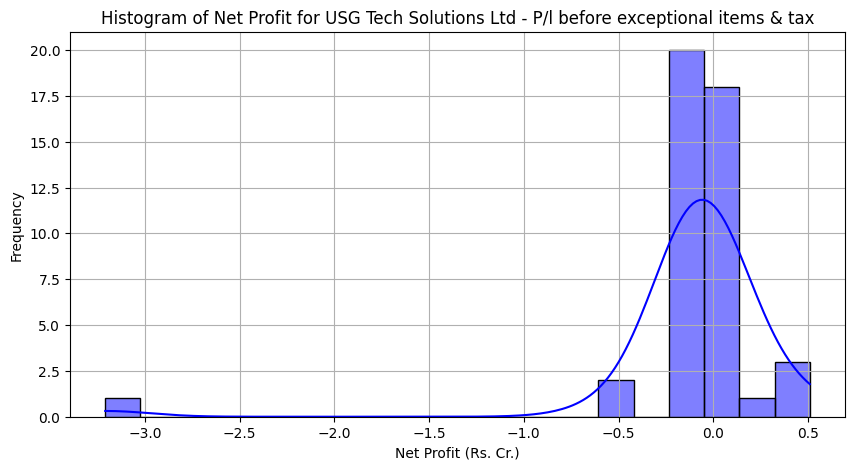 Histogram of Net Profit for USG Tech Solutions Ltd - P/l before exceptional items & tax
20.0
17.5
15.0
12.5
10.0
7.5
5.0
2.5
0.0
Frequency
−3.0 −2.5 −2.0 −1.5 −1.0 −0.5 0.0 0.5
Net Profit (Rs. Cr.)